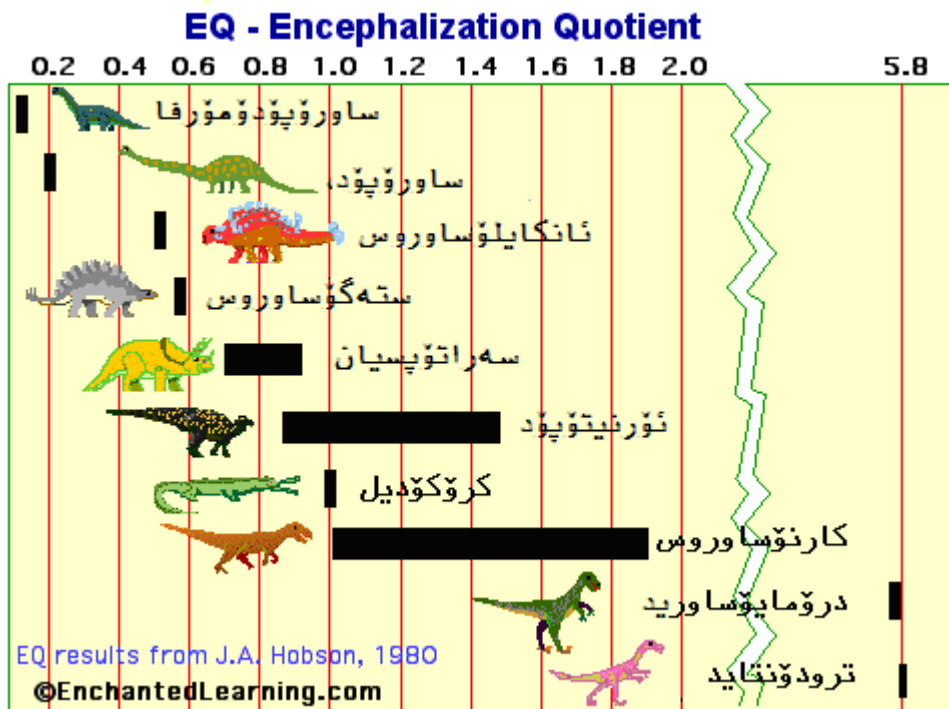 EQ - Encephalization Quotient
0.2 0.4 0.6 0.8 1.0 1.2 1.4 1.6 1.8 2.0 5.8
ساورۆپۆدۆمۆرفا
ساورۆپۆد،
ئانکایلۆساوروس
ستەگۆساوروس
سەراتۆپسیان
ئۆرنیتۆپۆد
کرۆکۆدیل
کارنۆساوروس
درۆمایۆساورید
ترودۆنتاید
EQ results from J.A. Hobson, 1980
©EnchantedLearning.com